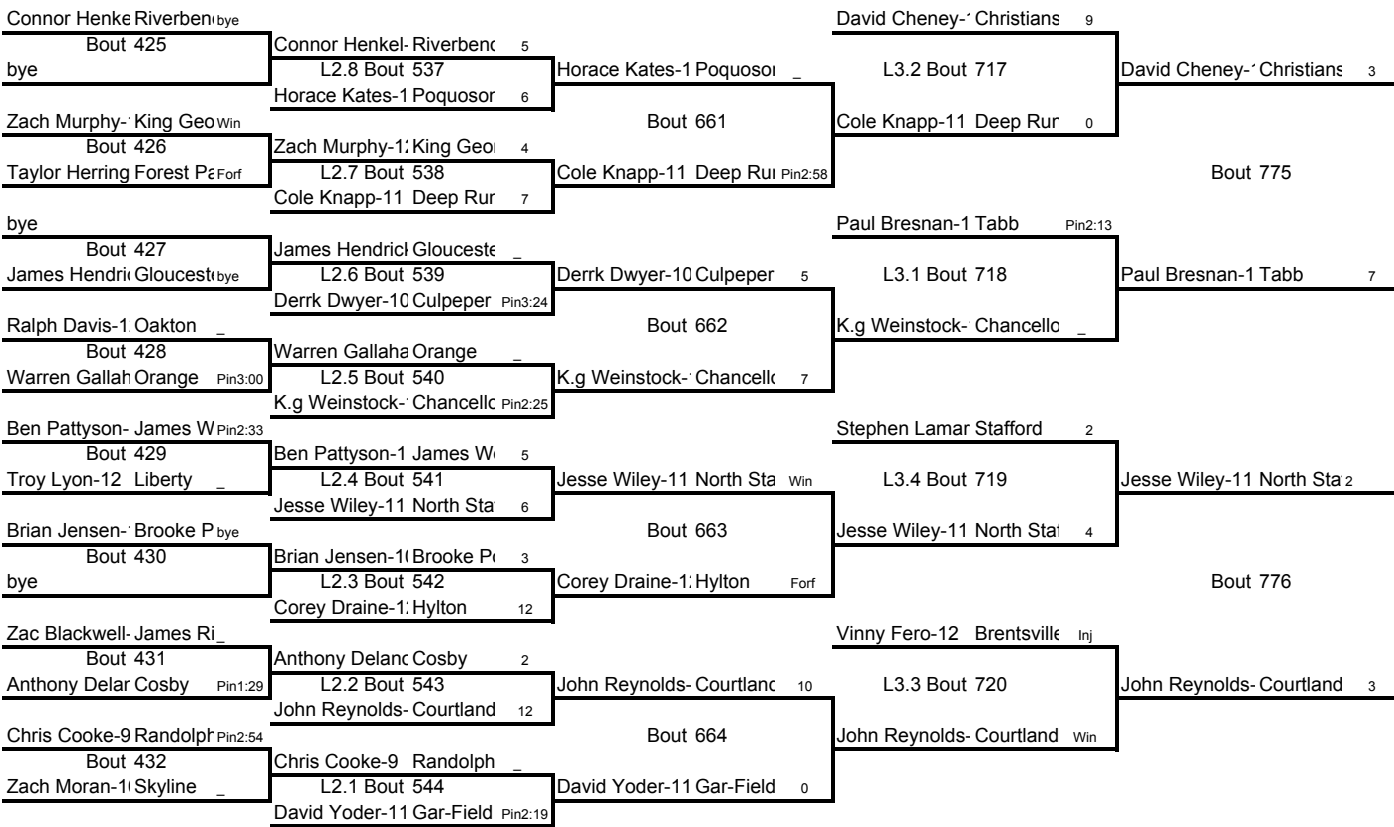 Connor Henke Riverben bye
Bout 425
bye
Zach Murphy- King Geo Win
Bout 426
Taylor Herring Forest Pa Forf
bye
Bout 427
James Hendri Gloucest bye
Ralph Davis-1 Oakton _
Bout 428
Warren Gallah Orange Pin3:00
Ben Pattyson- James W Pin2:33
Bout 429
Troy Lyon-12 Liberty _
Brian Jensen- Brooke P bye
Bout 430
bye
Zac Blackwell- James Ri _
Bout 431
Anthony Delar Cosby Pin1:29
Chris Cooke-9 Randolph Pin2:54
Bout 432
Zach Moran-1 Skyline _
Connor Henkel- Riverbend 5
L2.8 Bout 537
Horace Kates-1 Poquoson 6
Zach Murphy-1 King Geo 4
L2.7 Bout 538
Cole Knapp-11 Deep Run 7
James Hendrick Glouceste _
L2.6 Bout 539
Derrk Dwyer-10 Culpeper Pin3:24
Warren Gallaha Orange _
L2.5 Bout 540
K.g Weinstock- Chancello Pin2:25
Ben Pattyson-1 James W 5
L2.4 Bout 541
Jesse Wiley-11 North Sta 6
Brian Jensen-1 Brooke P 3
L2.3 Bout 542
Corey Draine-1 Hylton 12
Anthony Delano Cosby 2
L2.2 Bout 543
John Reynolds- Courtland 12
Chris Cooke-9 Randolph _
L2.1 Bout 544
David Yoder-11 Gar-Field Pin2:19
Horace Kates-1 Poquoson _
Bout 661
Cole Knapp-11 Deep Run Pin2:58
Derrk Dwyer-10 Culpeper 5
Bout 662
K.g Weinstock- Chancello 7
Jesse Wiley-11 North Sta Win
Bout 663
Corey Draine-1 Hylton Forf
John Reynolds- Courtland 10
Bout 664
David Yoder-11 Gar-Field 0
David Cheney- Christians 9
L3.2 Bout 717
Cole Knapp-11 Deep Run 0
Paul Bresnan-1 Tabb Pin2:13
L3.1 Bout 718
K.g Weinstock- Chancello _
Stephen Lamar Stafford 2
L3.4 Bout 719
Jesse Wiley-11 North Sta 4
Vinny Fero-12 Brentsville Inj
L3.3 Bout 720
John Reynolds- Courtland Win
David Cheney- Christians 3
Bout 775
Paul Bresnan-1 Tabb 7
Jesse Wiley-11 North Sta 2
Bout 776
John Reynolds- Courtland 3